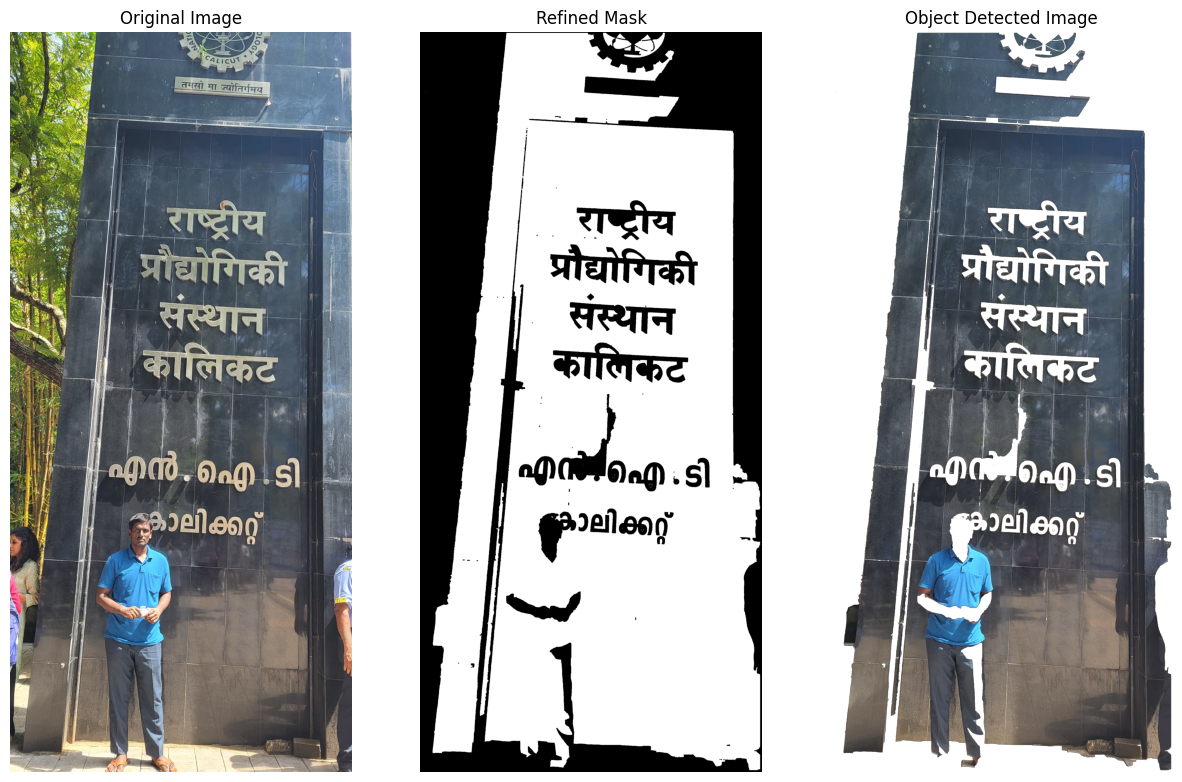 Original Image
Refined Mask
Object Detected Image
CALICUT
तमसो मा ज्योतिर्गमय
राष्ट्रीय
प्रौद्योगिकी
संस्थान
कालिकट
എൻ.ഐ.ടി
കാലിക്കറ്റ്
राष्ट्रीय
प्रौद्योगिकी
संस्थान
कालिकट
എൻ.ഐ.ടി
കാലിക്കറ്റ്
राष्ट्रीय
प्रौद्योगिकी
संस्थान
कालिकट
എൻ.ഐ.ടി
കാലിക്കറ്റ്